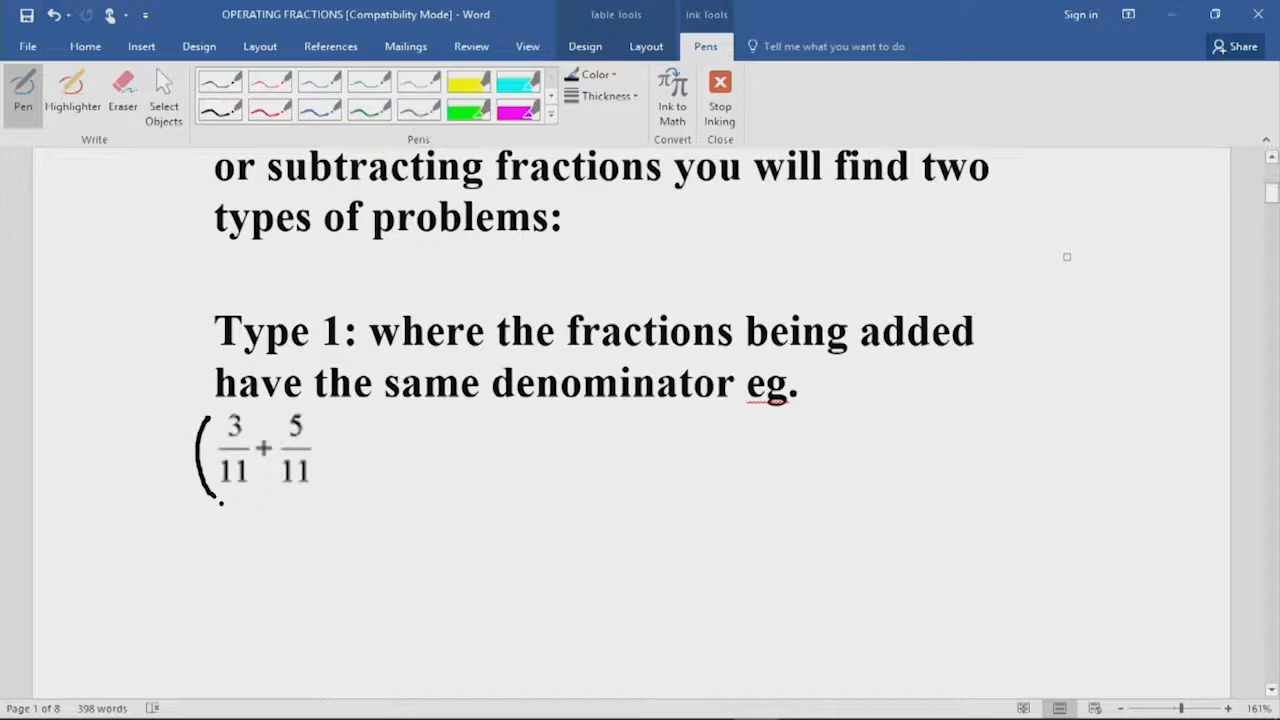 OPERATING FRACTIONS [Compatibility Mode] - Word
Table Tools
Ink Tools
Sign in
File Home Insert Design Layout References Mailings Review View Design Layout Pens Tell me what you want to do Share
Pen Highlighter Eraser Select Objects
Color
Thickness
Ink to Math
Stop Inking
Write Pens Convert Close
or subtracting fractions you will find two
types of problems:
Type 1: where the fractions being added
have the same denominator eg.
( 3/11 + 5/11
Page 1 of 8 398 words 161%